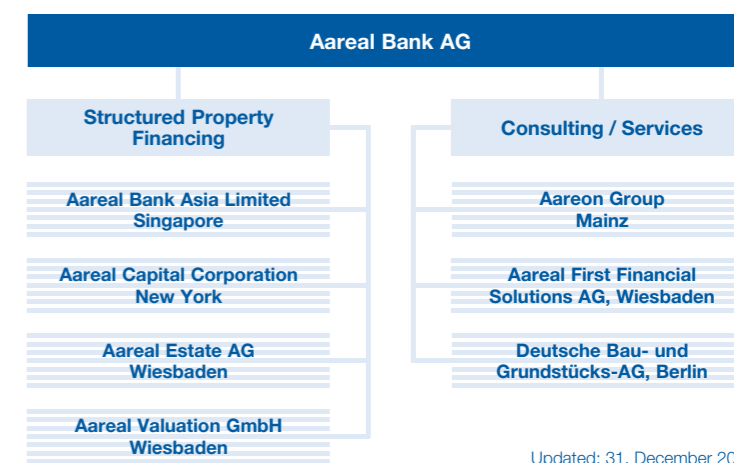 Aareal Bank AG
Structured Property
Financing
Aareal Bank Asia Limited
Singapore
Aareal Capital Corporation
New York
Aareal Estate AG
Wiesbaden
Aareal Valuation GmbH
Wiesbaden
Consulting / Services
Aareon Group
Mainz
Aareal First Financial
Solutions AG, Wiesbaden
Deutsche Bau- und
Grundstücks-AG, Berlin
Updated: 31. December